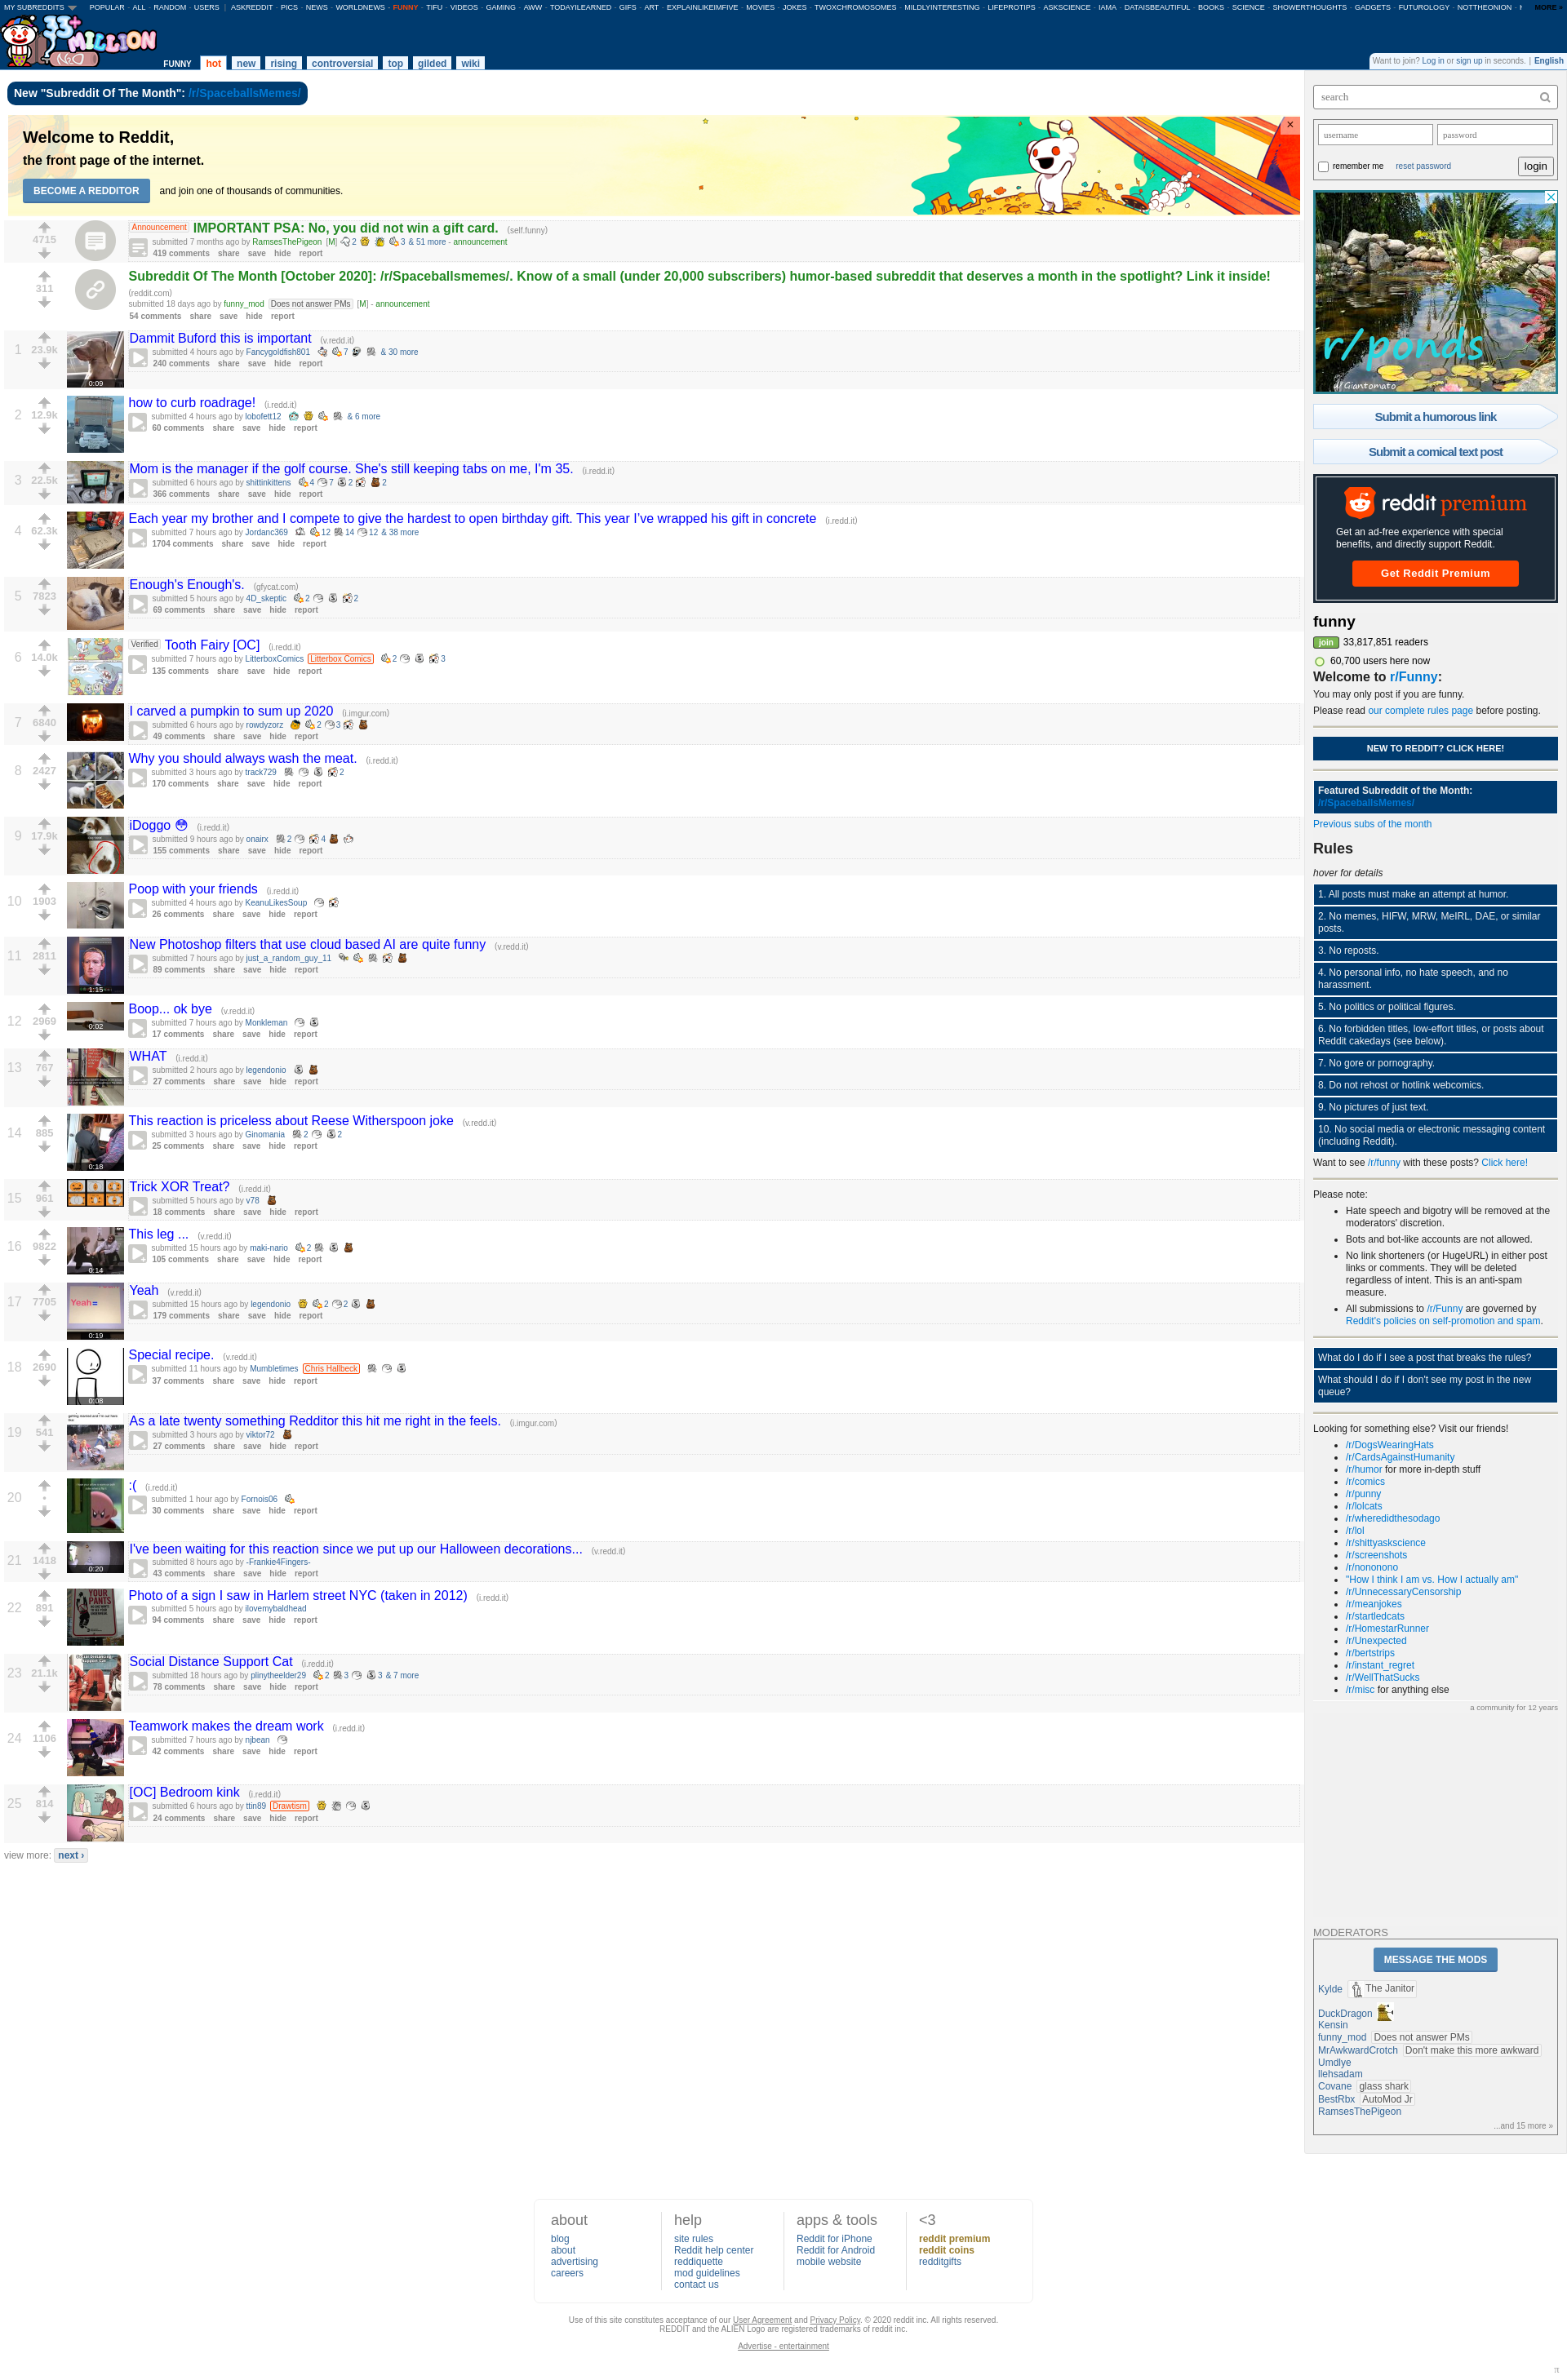 MY SUBREDDITS POPULAR - ALL - RANDOM - USERS | ASKREDDIT - PICS - NEWS - WORLDNEWS - FUNNY - TIFU - VIDEOS - GAMING - AWW - TODAYILEARNED - GIFS - ART - EXPLAINLIKEIMFIVE - MOVIES - JOKES - TWOXCHROMOSOMES - MILDLYINTERESTING - LIFEPROTIPS - ASKSCIENCE - IAMA - DATAISBEAUTIFUL - BOOKS - SCIENCE - SHOWERTHOUGHTS - GADGETS - FUTUROLOGY - NOTTHEONION - MORE »
33+ MILLION
FUNNY hot new rising controversial top gilded wiki
Want to join? Log in or sign up in seconds. | English
New "Subreddit Of The Month": /r/SpaceballsMemes/
Welcome to Reddit,
the front page of the internet.
BECOME A REDDITOR and join one of thousands of communities.
×
4715
Announcement IMPORTANT PSA: No, you did not win a gift card. (self.funny)
submitted 7 months ago by RamsesThePigeon [M] 2 3 & 51 more - announcement
419 comments share save hide report
311
Subreddit Of The Month [October 2020]: /r/Spaceballsmemes/. Know of a small (under 20,000 subscribers) humor-based subreddit that deserves a month in the spotlight? Link it inside!
(reddit.com)
submitted 18 days ago by funny_mod Does not answer PMs [M] - announcement
54 comments share save hide report
1 23.9k 0:09
Dammit Buford this is important (v.redd.it)
submitted 4 hours ago by Fancygoldfish801 7 & 30 more
240 comments share save hide report
2 12.9k
how to curb roadrage! (i.redd.it)
submitted 4 hours ago by lobofett12 & 6 more
60 comments share save hide report
3 22.5k
Mom is the manager if the golf course. She's still keeping tabs on me, I'm 35. (i.redd.it)
submitted 6 hours ago by shittinkittens 4 7 2 2
366 comments share save hide report
4 62.3k
Each year my brother and I compete to give the hardest to open birthday gift. This year I've wrapped his gift in concrete (i.redd.it)
submitted 7 hours ago by Jordanc369 12 14 12 & 38 more
1704 comments share save hide report
5 7823
Enough's Enough's. (gfycat.com)
submitted 5 hours ago by 4D_skeptic 2 2
69 comments share save hide report
6 14.0k
Verified Tooth Fairy [OC] (i.redd.it)
submitted 7 hours ago by LitterboxComics Litterbox Comics 2 3
135 comments share save hide report
7 6840
I carved a pumpkin to sum up 2020 (i.imgur.com)
submitted 6 hours ago by rowdyzorz 2 3
49 comments share save hide report
8 2427
Why you should always wash the meat. (i.redd.it)
submitted 3 hours ago by track729 2
170 comments share save hide report
9 17.9k
iDoggo 😳 (i.redd.it)
submitted 9 hours ago by onairx 2 4
155 comments share save hide report
10 1903
Poop with your friends (i.redd.it)
submitted 4 hours ago by KeanuLikesSoup
26 comments share save hide report
11 2811 1:15
New Photoshop filters that use cloud based AI are quite funny (v.redd.it)
submitted 7 hours ago by just_a_random_guy_11
89 comments share save hide report
12 2969 0:02
Boop... ok bye (v.redd.it)
submitted 7 hours ago by Monkleman
17 comments share save hide report
13 767
WHAT (i.redd.it)
submitted 2 hours ago by legendonio
27 comments share save hide report
14 885 0:18
This reaction is priceless about Reese Witherspoon joke (v.redd.it)
submitted 3 hours ago by Ginomania 2 2
25 comments share save hide report
15 961
Trick XOR Treat? (i.redd.it)
submitted 5 hours ago by v78
18 comments share save hide report
16 9822 0:14
This leg ... (v.redd.it)
submitted 15 hours ago by maki-nario 2
105 comments share save hide report
17 7705 Yeah= 0:19
Yeah (v.redd.it)
submitted 15 hours ago by legendonio 2 2
179 comments share save hide report
18 2690 0:08
Special recipe. (v.redd.it)
submitted 11 hours ago by Mumbletimes Chris Hallbeck
37 comments share save hide report
19 541
As a late twenty something Redditor this hit me right in the feels. (i.imgur.com)
submitted 3 hours ago by viktor72
27 comments share save hide report
20 •
:( (i.redd.it)
submitted 1 hour ago by Fornois06
30 comments share save hide report
21 1418 0:20
I've been waiting for this reaction since we put up our Halloween decorations... (v.redd.it)
submitted 8 hours ago by -Frankie4Fingers-
43 comments share save hide report
22 891 YOUR PANTS
Photo of a sign I saw in Harlem street NYC (taken in 2012) (i.redd.it)
submitted 5 hours ago by ilovemybaldhead
94 comments share save hide report
23 21.1k
Social Distance Support Cat (i.redd.it)
submitted 18 hours ago by plinytheelder29 2 3 3 & 7 more
78 comments share save hide report
24 1106
Teamwork makes the dream work (i.redd.it)
submitted 7 hours ago by njbean
42 comments share save hide report
25 814
[OC] Bedroom kink (i.redd.it)
submitted 6 hours ago by ttin89 Drawtism
24 comments share save hide report
view more: next ›
search
username password
remember me reset password login
r/ponds
u/Giantomato
Submit a humorous link
Submit a comical text post
reddit premium
Get an ad-free experience with special
benefits, and directly support Reddit.
Get Reddit Premium
funny
join 33,817,851 readers
60,700 users here now
Welcome to r/Funny:
You may only post if you are funny.
Please read our complete rules page before posting.
NEW TO REDDIT? CLICK HERE!
Featured Subreddit of the Month:
/r/SpaceballsMemes/
Previous subs of the month
Rules
hover for details
1. All posts must make an attempt at humor.
2. No memes, HIFW, MRW, MeIRL, DAE, or similar
posts.
3. No reposts.
4. No personal info, no hate speech, and no
harassment.
5. No politics or political figures.
6. No forbidden titles, low-effort titles, or posts about
Reddit cakedays (see below).
7. No gore or pornography.
8. Do not rehost or hotlink webcomics.
9. No pictures of just text.
10. No social media or electronic messaging content
(including Reddit).
Want to see /r/funny with these posts? Click here!
Please note:
• Hate speech and bigotry will be removed at the
moderators' discretion.
• Bots and bot-like accounts are not allowed.
• No link shorteners (or HugeURL) in either post
links or comments. They will be deleted
regardless of intent. This is an anti-spam
measure.
• All submissions to /r/Funny are governed by
Reddit's policies on self-promotion and spam.
What do I do if I see a post that breaks the rules?
What should I do if I don't see my post in the new
queue?
Looking for something else? Visit our friends!
• /r/DogsWearingHats
• /r/CardsAgainstHumanity
• /r/humor for more in-depth stuff
• /r/comics
• /r/punny
• /r/lolcats
• /r/wheredidthesodago
• /r/lol
• /r/shittyaskscience
• /r/screenshots
• /r/nononono
• "How I think I am vs. How I actually am"
• /r/UnnecessaryCensorship
• /r/meanjokes
• /r/startledcats
• /r/HomestarRunner
• /r/Unexpected
• /r/bertstrips
• /r/instant_regret
• /r/WellThatSucks
• /r/misc for anything else
a community for 12 years
MODERATORS
MESSAGE THE MODS
Kylde The Janitor
DuckDragon
Kensin
funny_mod Does not answer PMs
MrAwkwardCrotch Don't make this more awkward
Umdlye
llehsadam
Covane glass shark
BestRbx AutoMod Jr
RamsesThePigeon
...and 15 more »
about
blog
about
advertising
careers
help
site rules
Reddit help center
reddiquette
mod guidelines
contact us
apps & tools
Reddit for iPhone
Reddit for Android
mobile website
<3
reddit premium
reddit coins
redditgifts
Use of this site constitutes acceptance of our User Agreement and Privacy Policy. © 2020 reddit inc. All rights reserved.
REDDIT and the ALIEN Logo are registered trademarks of reddit inc.
Advertise - entertainment
π